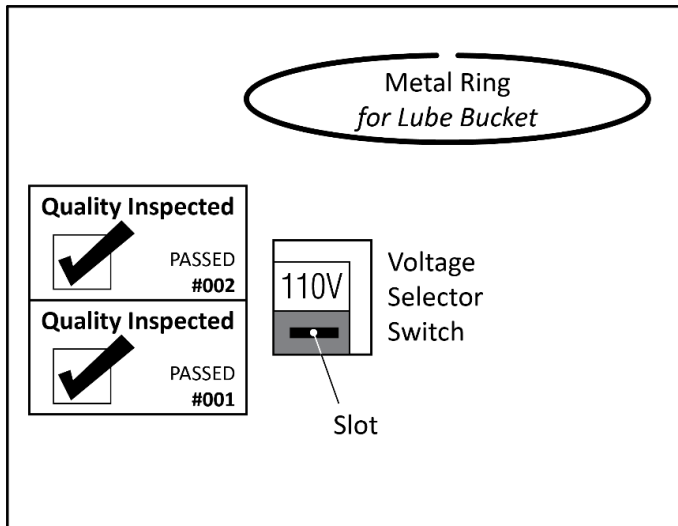 Metal Ring
for Lube Bucket
Quality Inspected
PASSED
#002
Quality Inspected
PASSED
#001
110V
Voltage
Selector
Switch
Slot